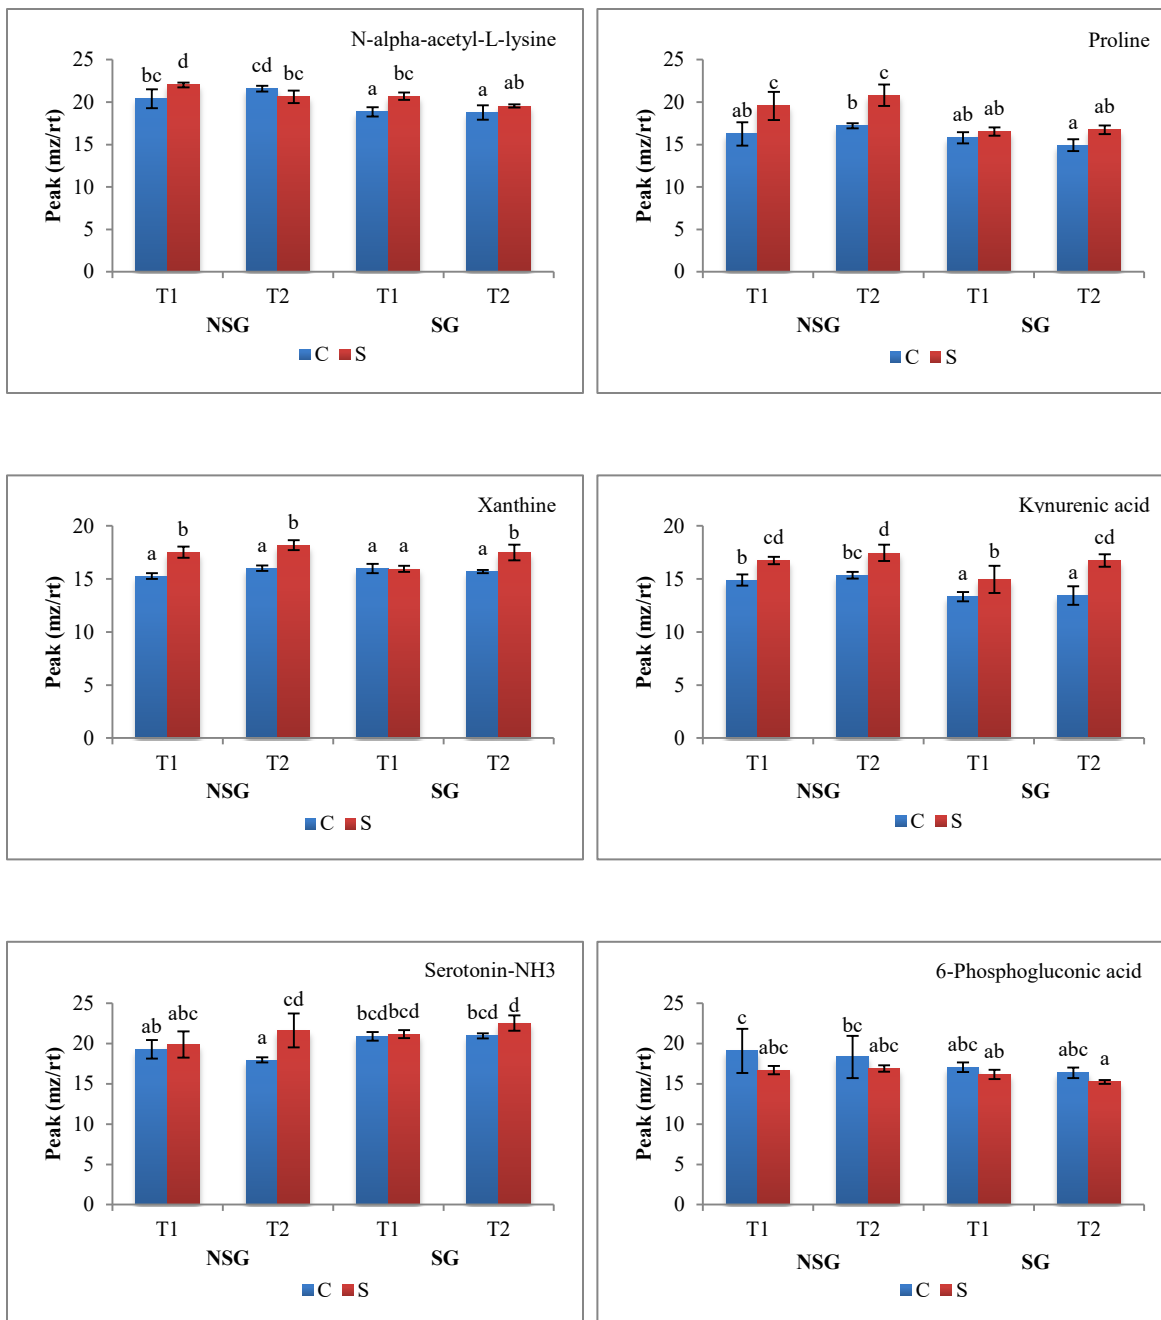 N-alpha-acetyl-L-lysine
25
20
15
10
5
0
Peak (mz/rt)
bc d cd bc a bc a ab
T1 T2 T1 T2
NSG SG
C S
Proline
25
20
15
10
5
0
Peak (mz/rt)
ab c b c ab ab a ab
T1 T2 T1 T2
NSG SG
C S
Xanthine
20
15
10
5
0
Peak (mz/rt)
a b a b a a a b
T1 T2 T1 T2
NSG SG
C S
Kynurenic acid
20
15
10
5
0
Peak (mz/rt)
b cd bc d a b a cd
T1 T2 T1 T2
NSG SG
C S
Serotonin-NH3
25
20
15
10
5
0
Peak (mz/rt)
ab abc a cd bcd bcd bcd d
T1 T2 T1 T2
NSG SG
C S
6-Phosphogluconic acid
25
20
15
10
5
0
Peak (mz/rt)
c abc bc abc abc ab abc a
T1 T2 T1 T2
NSG SG
C S